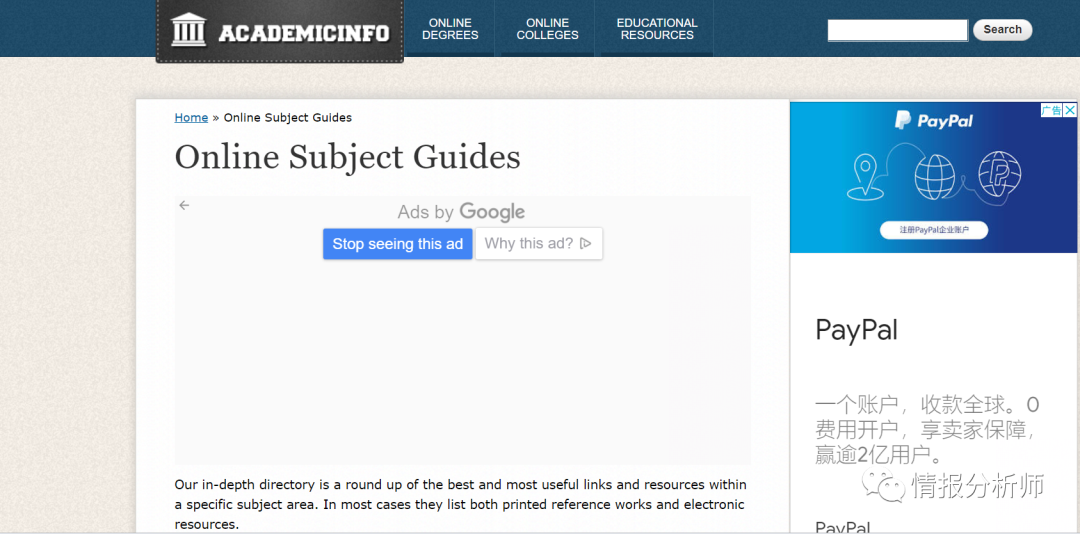 ACADEMICINFO
ONLINE
DEGREES
ONLINE
COLLEGES
EDUCATIONAL
RESOURCES
Search
Home » Online Subject Guides
Online Subject Guides
Ads by Google
Stop seeing this ad
Why this ad?
Our in-depth directory is a round up of the best and most useful links and resources within
a specific subject area. In most cases they list both printed reference works and electronic
resources.
广告
PayPal
注册PayPal企业账户
PayPal
一个账户，收款全球。0
费用开户，享卖家保障，
赢逾2亿用户。
情报分析师
PayPal